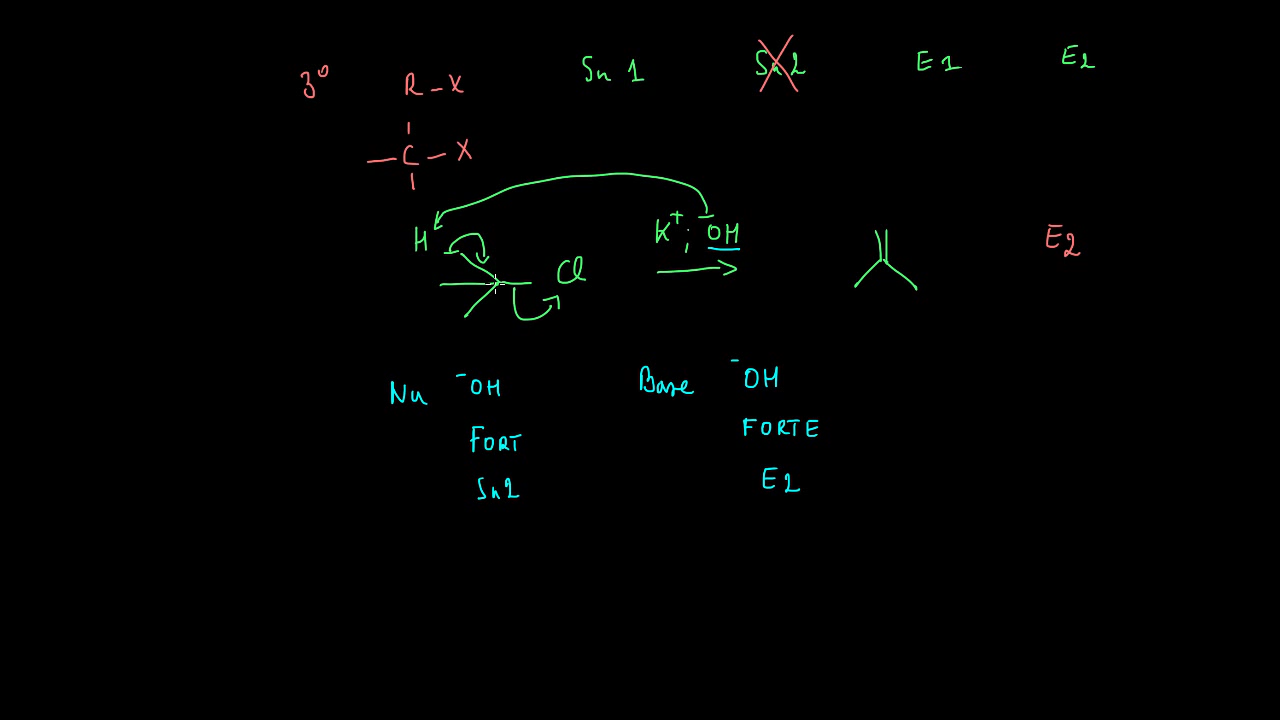 3° R-X Sn 1 Sn2 E1 E2
C-X
H K⁺; ⁻OH E2
Cl
Nu ⁻OH Base ⁻OH
FORT FORTE
Sn2 E2